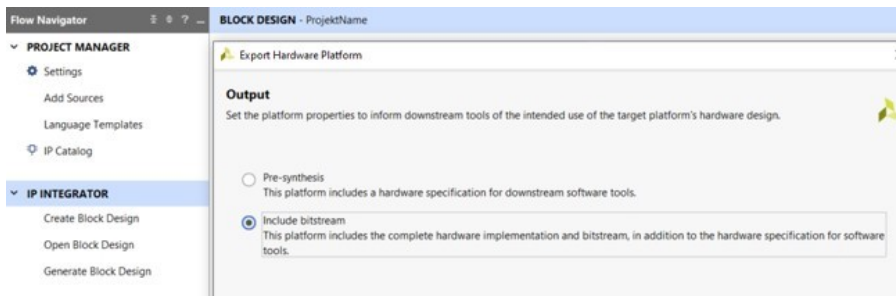 Flow Navigator
BLOCK DESIGN - ProjektName
PROJECT MANAGER
Settings
Add Sources
Language Templates
IP Catalog
IP INTEGRATOR
Create Block Design
Open Block Design
Generate Block Design
Export Hardware Platform
Output
Set the platform properties to inform downstream tools of the intended use of the target platform's hardware design.
Pre-synthesis
This platform includes a hardware specification for downstream software tools.
Include bitstream
This platform includes the complete hardware implementation and bitstream, in addition to the hardware specification for software
tools.